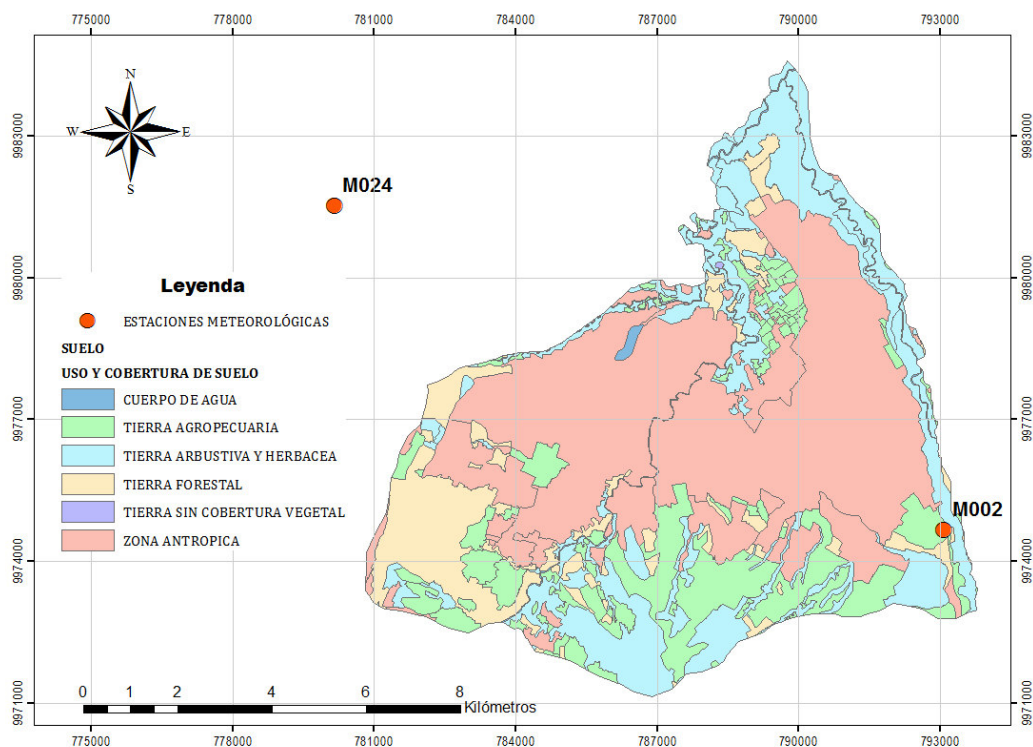 775000 778000 781000 784000 787000 790000 793000
N
W E
S
9983000 9983000
M024
9980000 9980000
Leyenda
ESTACIONES METEOROLÓGICAS
SUELO
USO Y COBERTURA DE SUELO
CUERPO DE AGUA
9977000 9977000
TIERRA AGROPECUARIA
TIERRA ARBUSTIVA Y HERBACEA
TIERRA FORESTAL
TIERRA SIN COBERTURA VEGETAL
M002
ZONA ANTROPICA
9974000 9974000
0 1 2 4 6 8
Kilómetros
9971000 9971000
775000 778000 781000 784000 787000 790000 793000